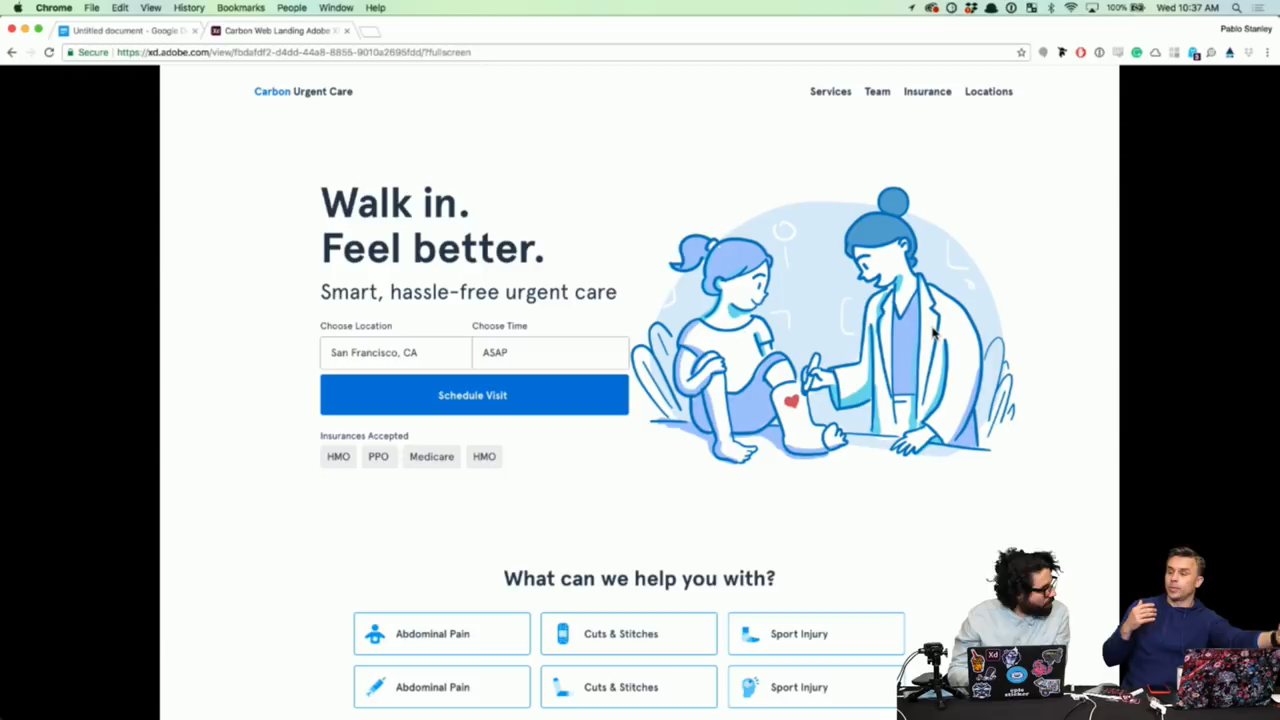 Chrome File Edit View History Bookmarks People Window Help 100% Wed 10:37 AM
Untitled document - Google D Carbon Web Landing Adobe X Pablo Stanley
Secure https://xd.adobe.com/view/fbdafdf2-d4dd-44a8-8855-9010a2695fdd/?fullscreen
Carbon Urgent Care Services Team Insurance Locations
Walk in.
Feel better.
Smart, hassle-free urgent care
Choose Location Choose Time
San Francisco, CA ASAP
Schedule Visit
Insurances Accepted
HMO PPO Medicare HMO
What can we help you with?
Abdominal Pain Cuts & Stitches Sport Injury
Abdominal Pain Cuts & Stitches Sport Injury
Xd